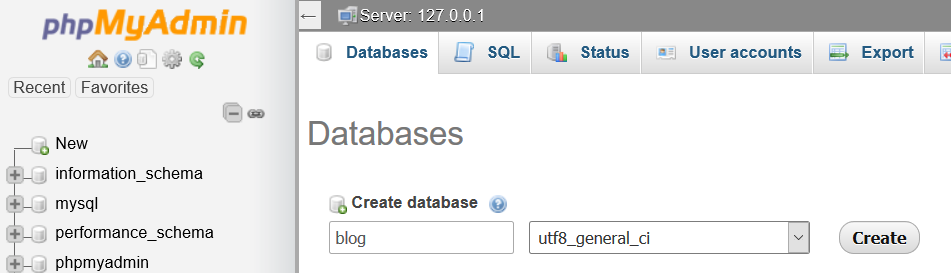 phpMyAdmin
Recent Favorites
New
information_schema
mysql
performance_schema
phpmyadmin
Server: 127.0.0.1
Databases SQL Status User accounts Export
Databases
Create database
blog utf8_general_ci Create